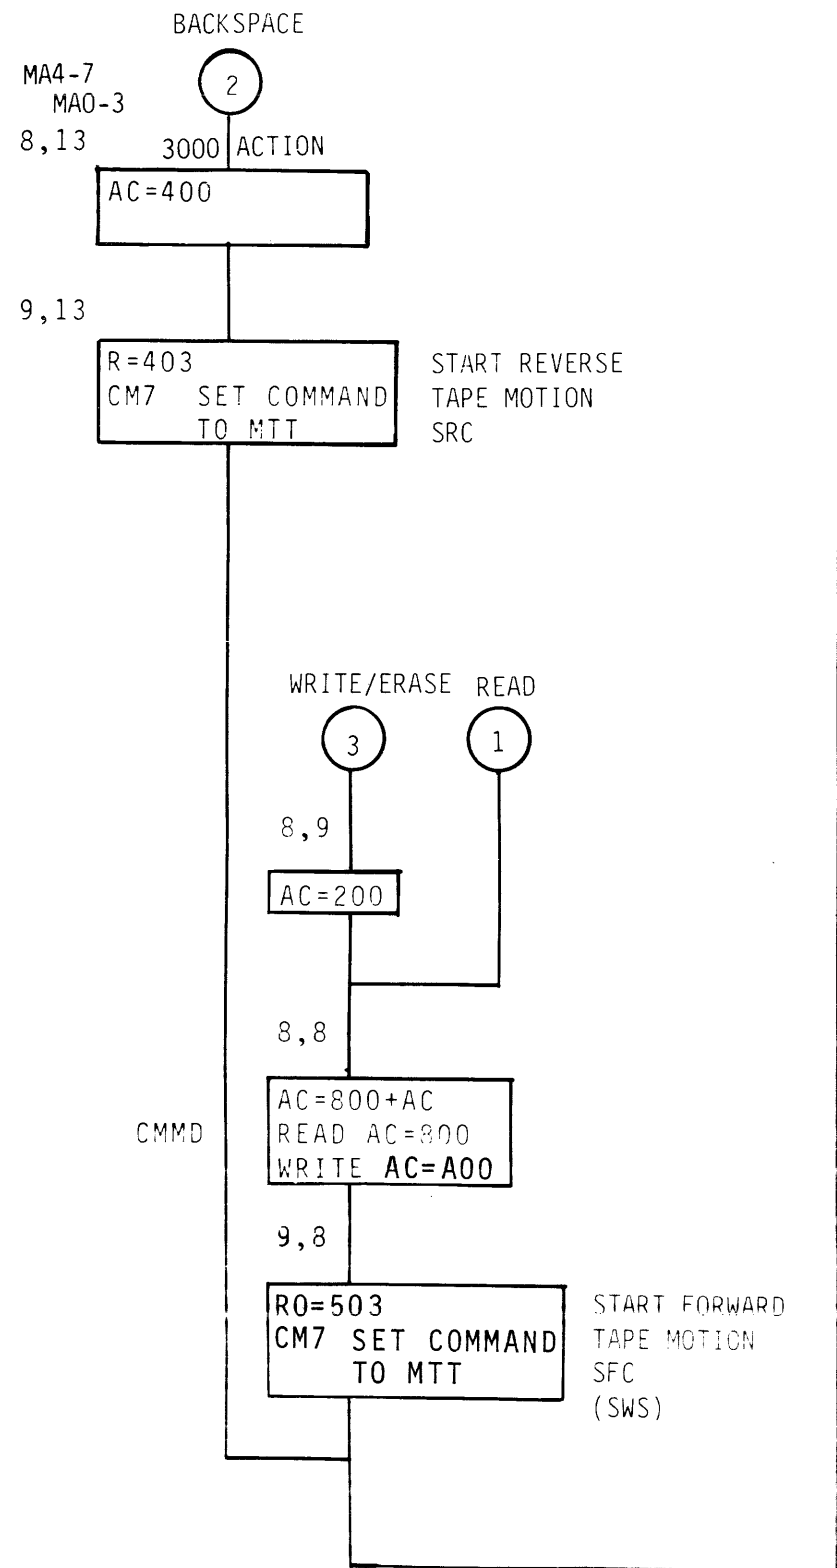 BACKSPACE
MA4-7
MA0-3
2
8,13
3000 ACTION
AC=400
9,13
R=403
CM7 SET COMMAND
TO MTT
START REVERSE
TAPE MOTION
SRC
WRITE/ERASE READ
3
1
8,9
AC=200
8,8
AC=800+AC
READ AC=800
WRITE AC=A00
CMMD
9,8
R0=503
CM7 SET COMMAND
TO MTT
START FORWARD
TAPE MOTION
SFC
(SWS)